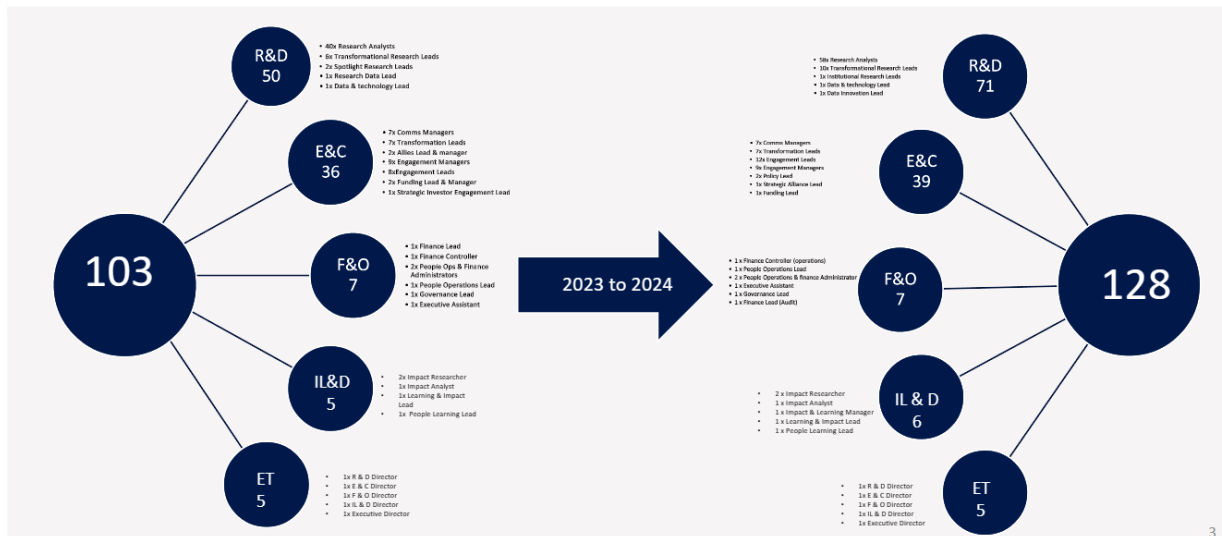 R&D
50
• 40x Research Analysts
• 6x Transformational Research Leads
• 2x Spotlight Research Leads
• 1x Research Data Lead
• 1x Data & technology Lead
E&C
36
• 7x Comms Managers
• 7x Transformation Leads
• 2x Allies Lead & manager
• 9x Engagement Managers
• 8xEngagement Leads
• 2x Funding Lead & Manager
• 1x Strategic Investor Engagement Lead
103
F&O
7
• 1x Finance Lead
• 1x Finance Controller
• 2x People Ops & Finence
Administrators
• 1x People Operations Lead
• 1x Governance Lead
• 1x Executive Assistant
IL&D
5
• 2x Impact Researcher
• 1x Impact Analyst
• 1x Learning & Impact
Lead
• 1x People Learning Lead
ET
5
• 1x R & D Director
• 1x E & C Director
• 1x F & O Director
• 1x IL & D Director
• 1x Executive Director
2023 to 2024
• 58x Research Analysts
• 10x Transformational Research Leads
• 1x Institutional Research Leads
• 1x Data & technology Lead
• 1x Data Innovation Lead
R&D
71
• 7x Comms Managers
• 7x Transformation Leads
• 12x Engagement Leads
• 9x Engagement Managers
• 2x Policy Lead
• 1x Strategic Alliance Lead
• 1x Funding Lead
E&C
39
• 1 x Finance Controller (operations)
• 1 x People Operations Lead
• 2 x People Operations & finance Administrator
• 1 x Executive Assistant
• 1 x Governance Lead
• 1 x Finance Lead (Audit)
F&O
7
128
• 2 x Impact Researcher
• 1 x Impact Analyst
• 1 x Impact & Learning Manager
• 1 x Learning & Impact Lead
• 1 x People Learning Lead
IL & D
6
• 1x R & D Director
• 1x E & C Director
• 1x F & O Director
• 1x IL & D Director
• 1x Executive Director
ET
5
3